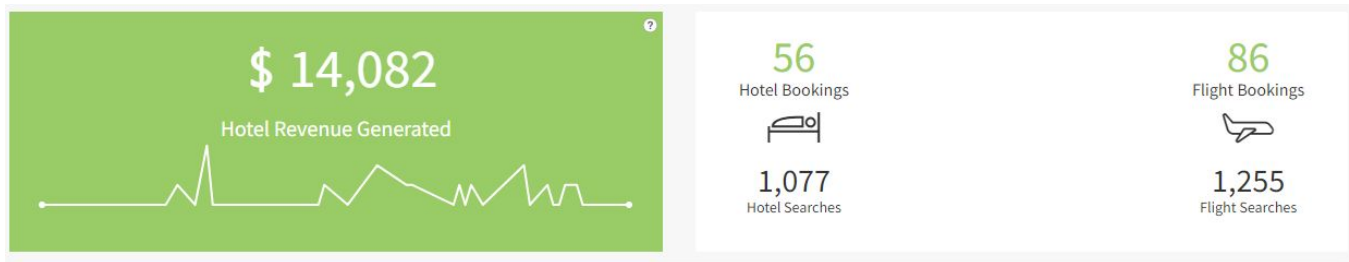 ?
$ 14,082
Hotel Revenue Generated
56
Hotel Bookings
1,077
Hotel Searches
86
Flight Bookings
1,255
Flight Searches